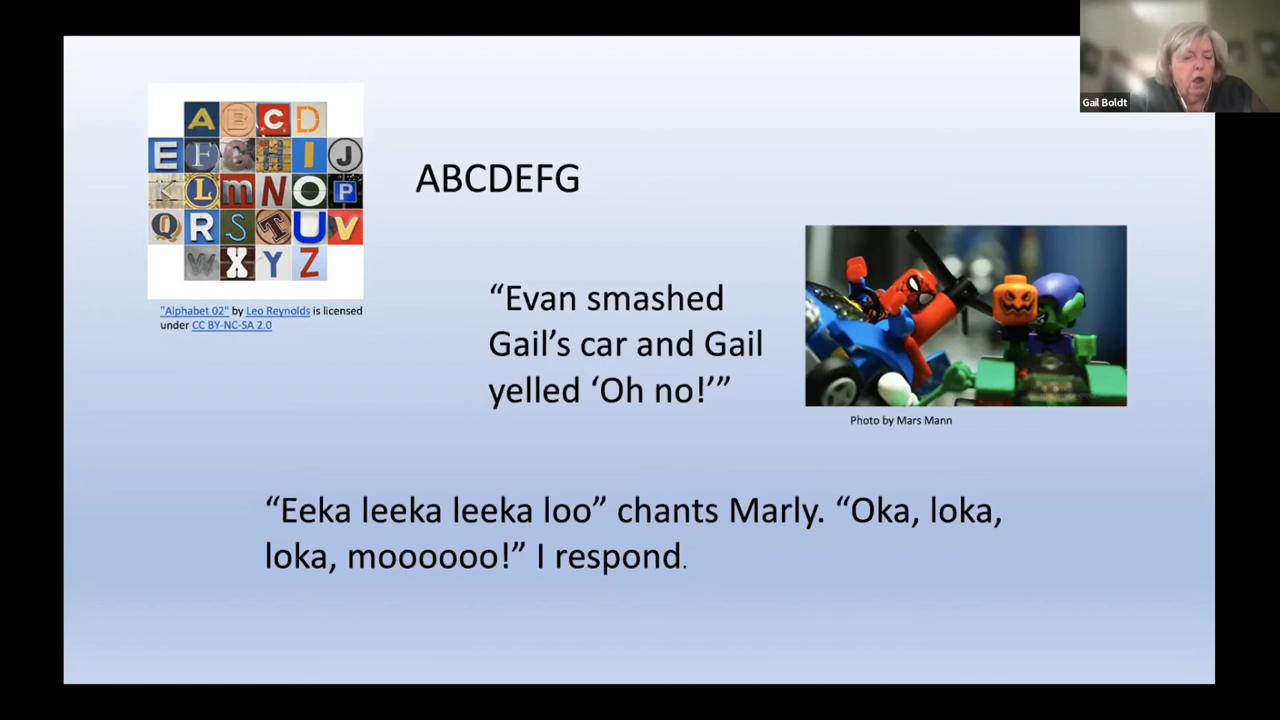 Gail Boldt
A B C D
E F G H I J
K L m N O P
Q R S T U V
W X Y Z
ABCDEFG
"Alphabet 02" by Leo Reynolds is licensed
under CC BY-NC-SA 2.0
“Evan smashed
Gail’s car and Gail
yelled ‘Oh no!’”
Photo by Mars Mann
“Eeka leeka leeka loo” chants Marly. “Oka, loka,
loka, moooooo!” I respond.